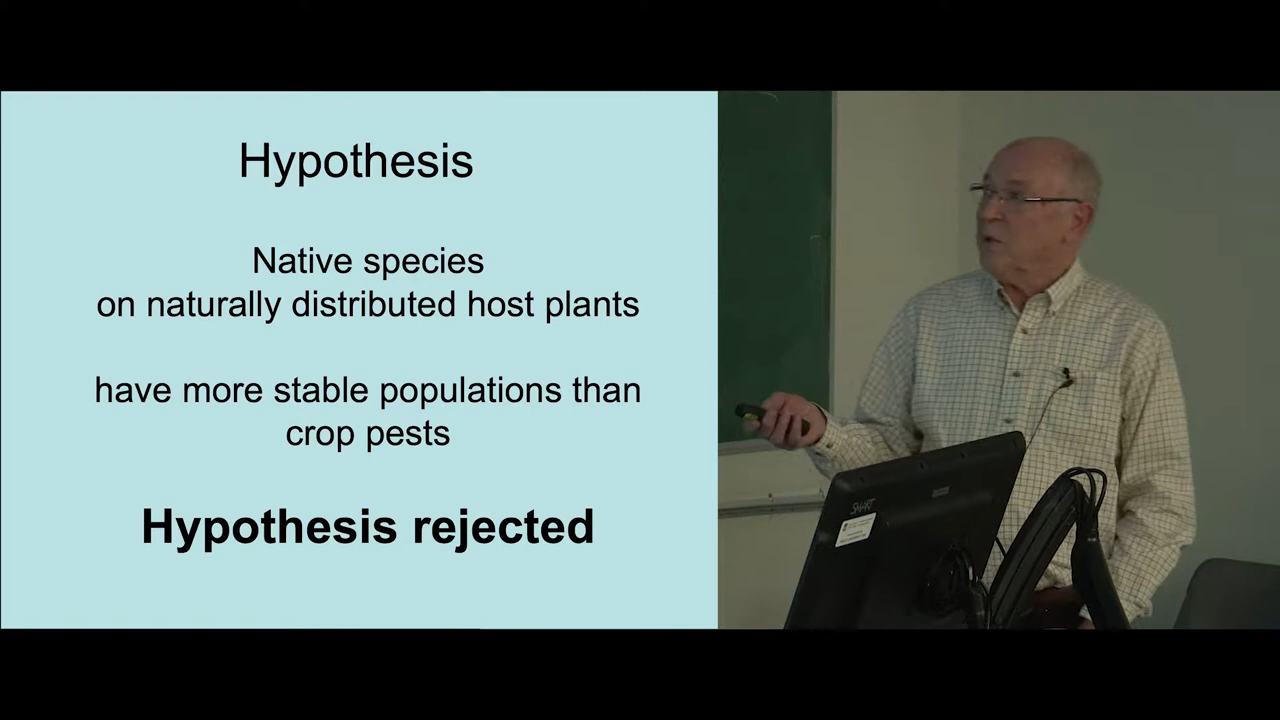 Hypothesis
Native species
on naturally distributed host plants
have more stable populations than
crop pests
Hypothesis rejected
SMART